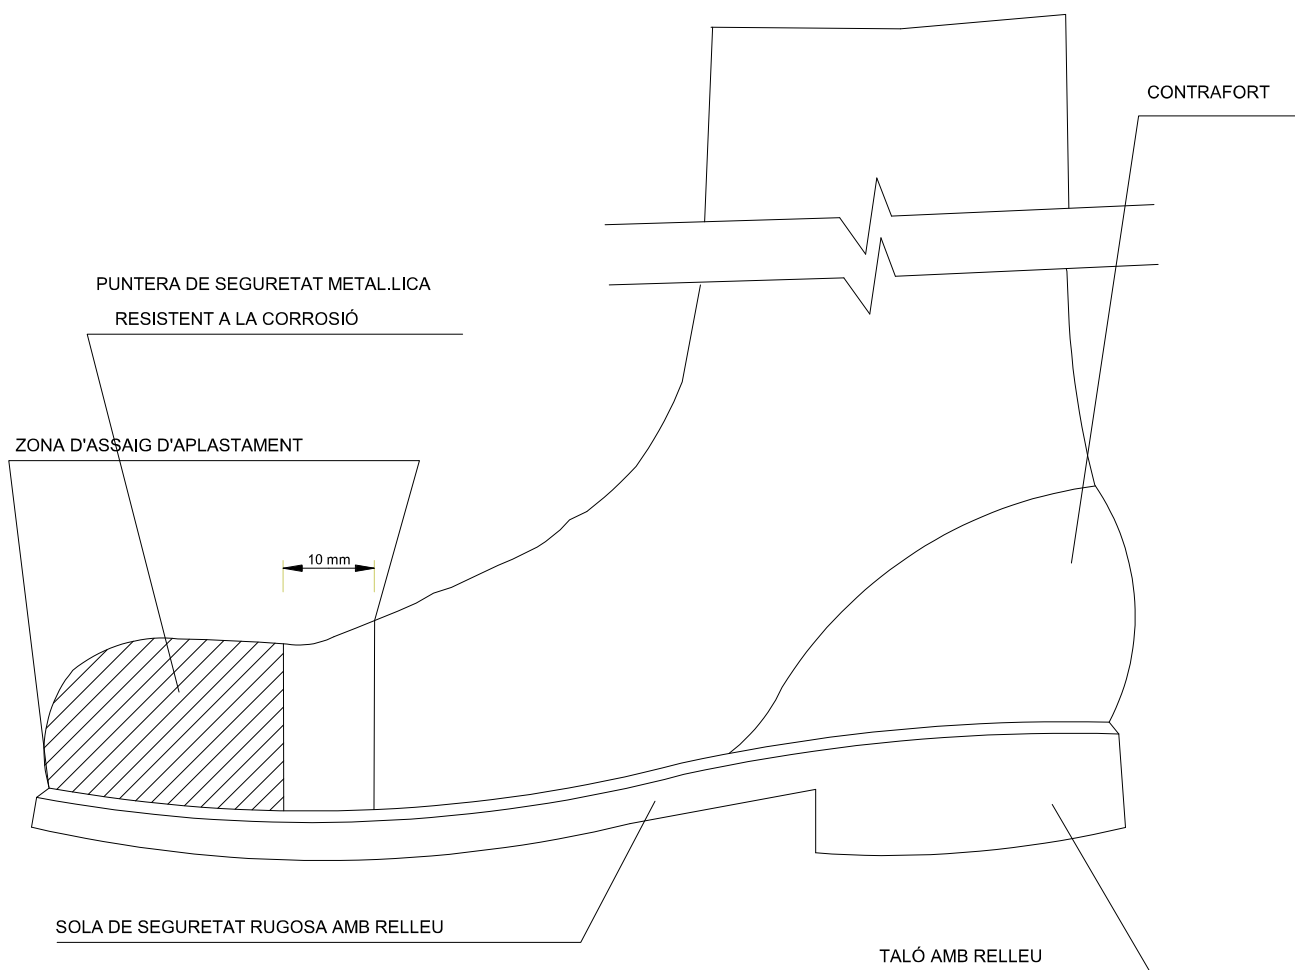 CONTRAFORT
PUNTERA DE SEGURETAT METAL.LICA
RESISTENT A LA CORROSIÓ
ZONA D'ASSAIG D'APLASTAMENT
10 mm
SOLA DE SEGURETAT RUGOSA AMB RELLEU
TALÓ AMB RELLEU